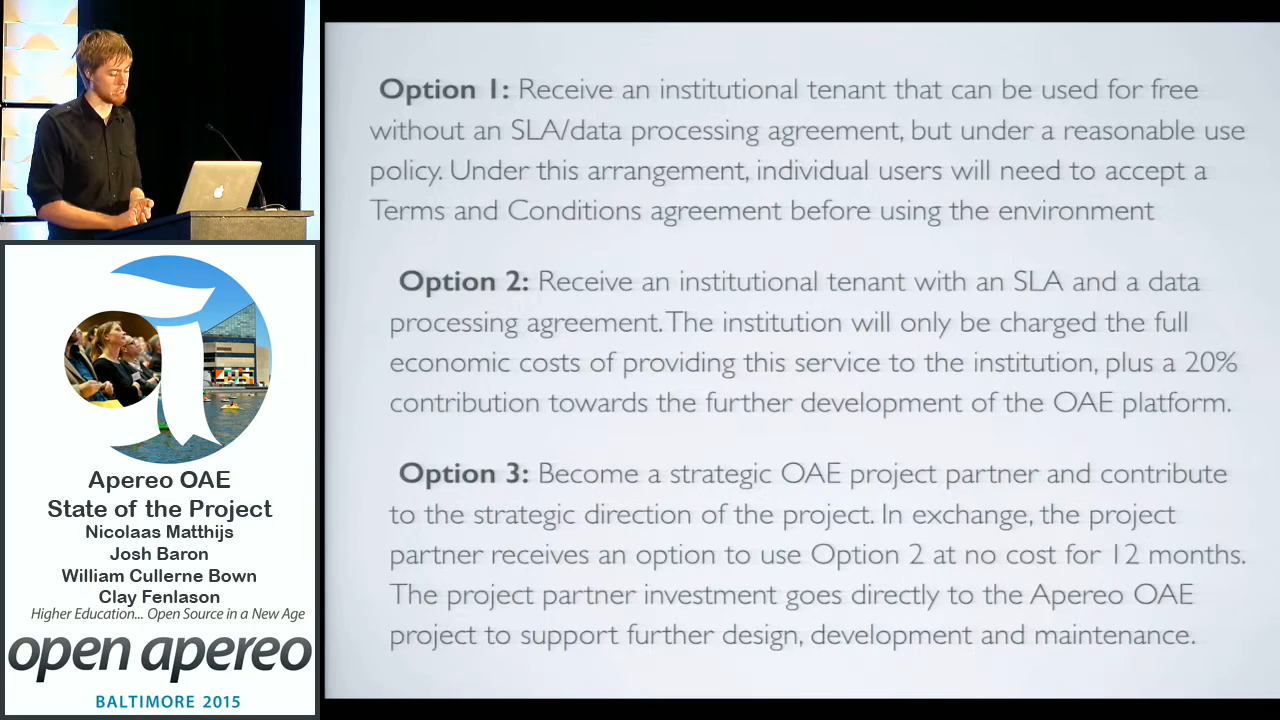 Option 1: Receive an institutional tenant that can be used for free
without an SLA/data processing agreement, but under a reasonable use
policy. Under this arrangement, individual users will need to accept a
Terms and Conditions agreement before using the environment
Option 2: Receive an institutional tenant with an SLA and a data
processing agreement. The institution will only be charged the full
economic costs of providing this service to the institution, plus a 20%
contribution towards the further development of the OAE platform.
Option 3: Become a strategic OAE project partner and contribute
to the strategic direction of the project. In exchange, the project
partner receives an option to use Option 2 at no cost for 12 months.
The project partner investment goes directly to the Apereo OAE
project to support further design, development and maintenance.
Apereo OAE
State of the Project
Nicolaas Matthijs
Josh Baron
William Cullerne Bown
Clay Fenlason
Higher Education... Open Source in a New Age
open apereo
BALTIMORE 2015